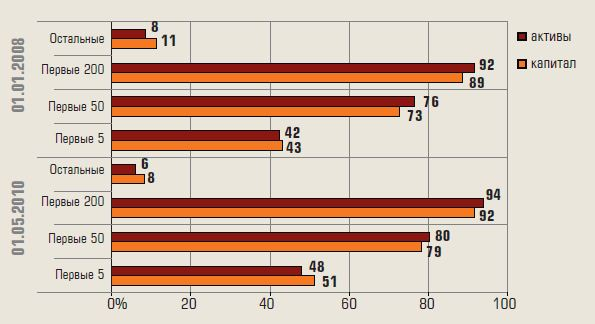 01.01.2008
Остальные
8
11
Первые 200
92
89
Первые 50
76
73
Первые 5
42
43
01.05.2010
Остальные
6
8
Первые 200
94
92
Первые 50
80
79
Первые 5
48
51
0% 20 40 60 80 100
активы
капитал